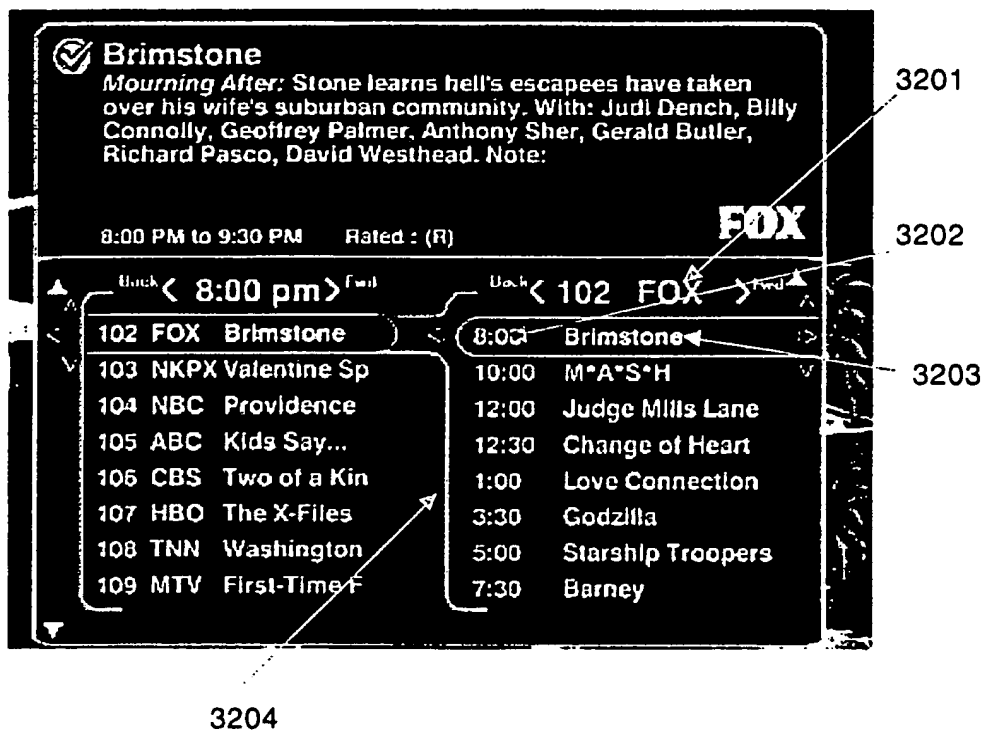 Brimstone
Mourning After: Stone learns hell's escapees have taken
over his wife's suburban community. With: Judi Dench, Billy
Connolly, Geoffrey Palmer, Anthony Sher, Gerald Butler,
Richard Pasco, David Westhead. Note:
8:00 PM to 9:30 PM Rated : (R)
FOX
Back < 8:00 pm > Fwd
102 FOX Brimstone
103 NKPX Valentine Sp
104 NBC Providence
105 ABC Kids Say...
106 CBS Two of a Kin
107 HBO The X-Files
108 TNN Washington
109 MTV First-Time F
Back < 102 FOX > Fwd
8:00 Brimstone
10:00 M*A*S*H
12:00 Judge Mills Lane
12:30 Change of Heart
1:00 Love Connection
3:30 Godzilla
5:00 Starship Troopers
7:30 Barney
3201
3202
3203
3204